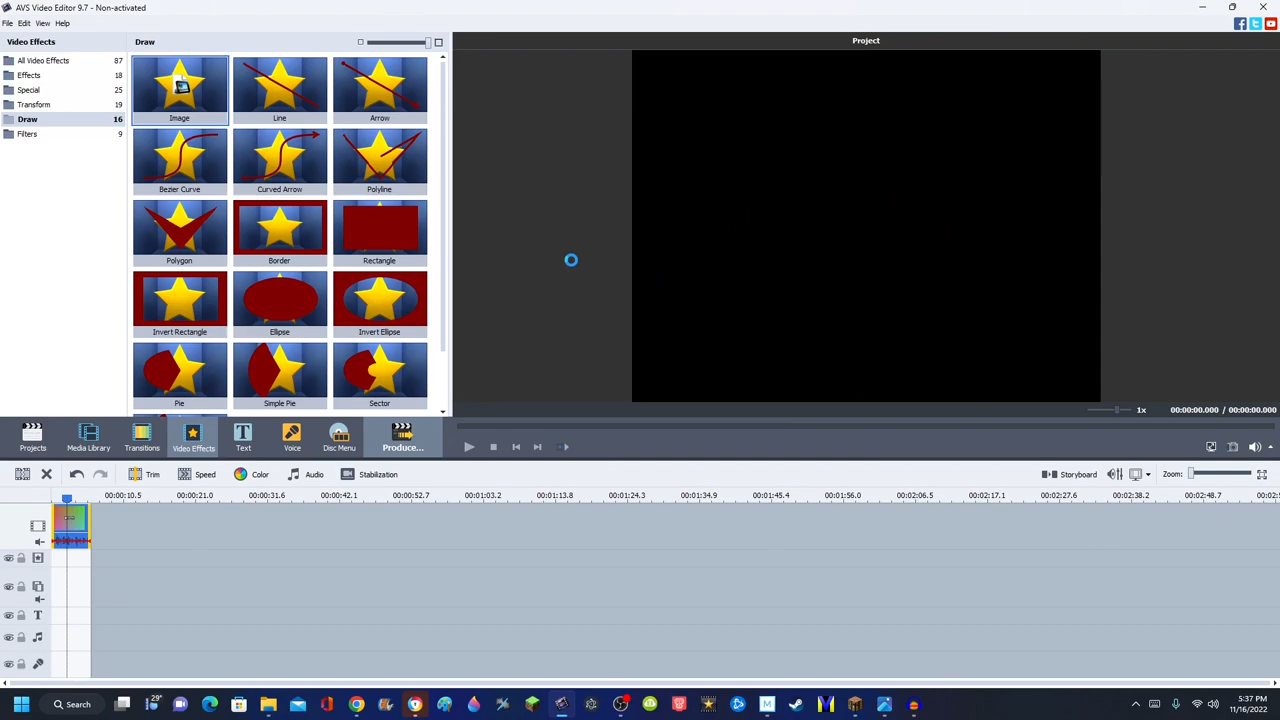 AVS Video Editor 9.7 - Non-activated
File Edit View Help
Video Effects
All Video Effects 87
Effects 18
Special 25
Transform 19
Draw 16
Filters 9
Draw
Image Line Arrow
Bezier Curve Curved Arrow Polyline
Polygon Border Rectangle
Invert Rectangle Ellipse Invert Ellipse
Pie Simple Pie Sector
Project
1x 00:00:00.000 / 00:00:00.000
Projects Media Library Transitions Video Effects Text Voice Disc Menu Produce...
Trim Speed Color Audio Stabilization Storyboard Zoom:
00:00:10.5 00:00:21.0 00:00:31.6 00:00:42.1 00:00:52.7 00:01:03.2 00:01:13.8 00:01:24.3 00:01:34.9 00:01:45.4 00:01:56.0 00:02:06.5 00:02:17.1 00:02:27.6 00:02:38.2 00:02:48.7 00:02:5
T
Search
29°
5:37 PM
11/16/2022